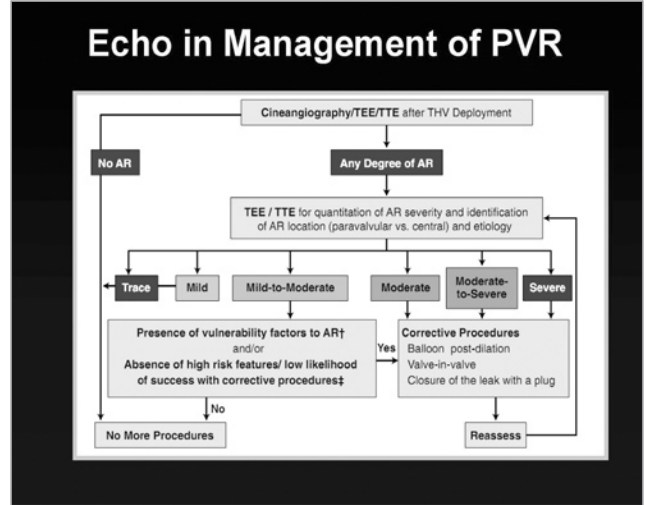 Echo in Management of PVR
Cineangiography/TEE/TTE after THV Deployment
No AR
Any Degree of AR
TEE / TTE for quantitation of AR severity and identification
of AR location (paravalvular vs. central) and etiology
Trace
Mild
Mild-to-Moderate
Moderate
Moderate-
to-Severe
Severe
Presence of vulnerability factors to AR†
and/or
Absence of high risk features/ low likelihood
of success with corrective procedures‡
Yes
Corrective Procedures
Balloon post-dilation
Valve-in-valve
Closure of the leak with a plug
No
No More Procedures
Reassess